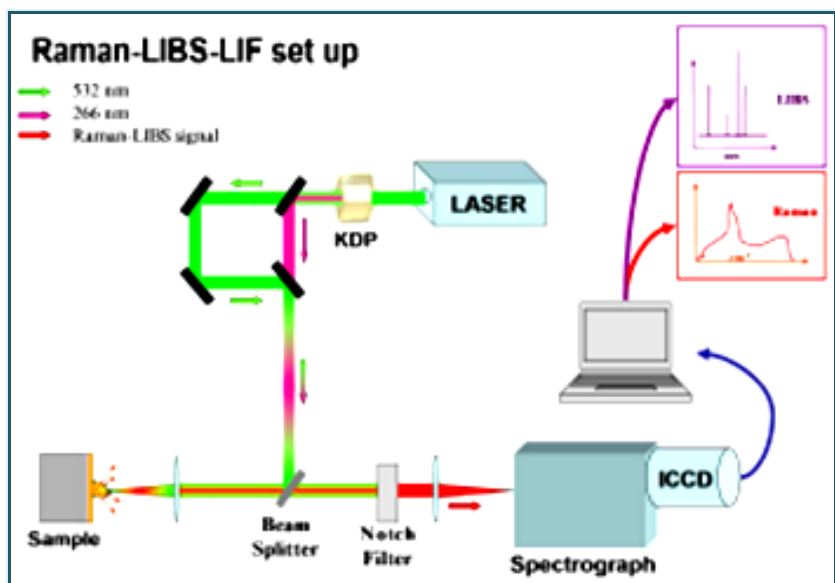 Raman-LIBS-LIF set up
532 nm
266 nm
Raman-LIBS signal
LIBS
Raman
LASER
KDP
ICCD
Sample
Beam
Splitter
Notch
Filter
Spectrograph